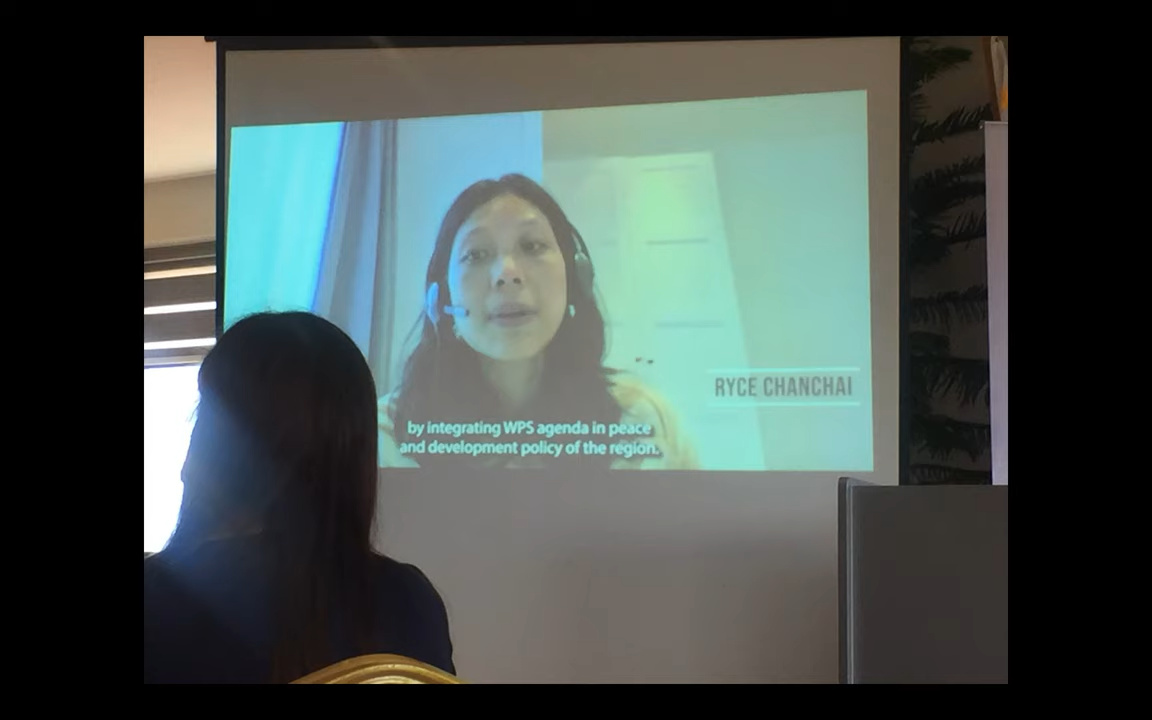 RYCE CHANCHAI
by integrating WPS agenda in peace
and development policy of the region.